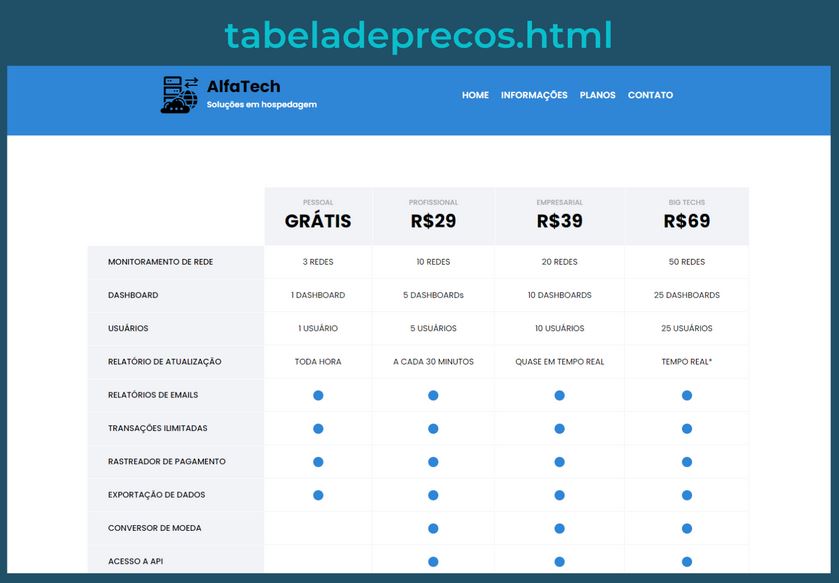 tabeladeprecos.html
AlfaTech
Soluções em hospedagem
HOME INFORMAÇÕES PLANOS CONTATO
PESSOAL PROFISSIONAL EMPRESARIAL BIG TECHS
GRÁTIS R$29 R$39 R$69
MONITORAMENTO DE REDE 3 REDES 10 REDES 20 REDES 50 REDES
DASHBOARD 1 DASHBOARD 5 DASHBOARDs 10 DASHBOARDS 25 DASHBOARDS
USUÁRIOS 1 USUÁRIO 5 USUÁRIOS 10 USUÁRIOS 25 USUÁRIOS
RELATÓRIO DE ATUALIZAÇÃO TODA HORA A CADA 30 MINUTOS QUASE EM TEMPO REAL TEMPO REAL*
RELATÓRIOS DE EMAILS
TRANSAÇÕES ILIMITADAS
RASTREADOR DE PAGAMENTO
EXPORTAÇÃO DE DADOS
CONVERSOR DE MOEDA
ACESSO A API